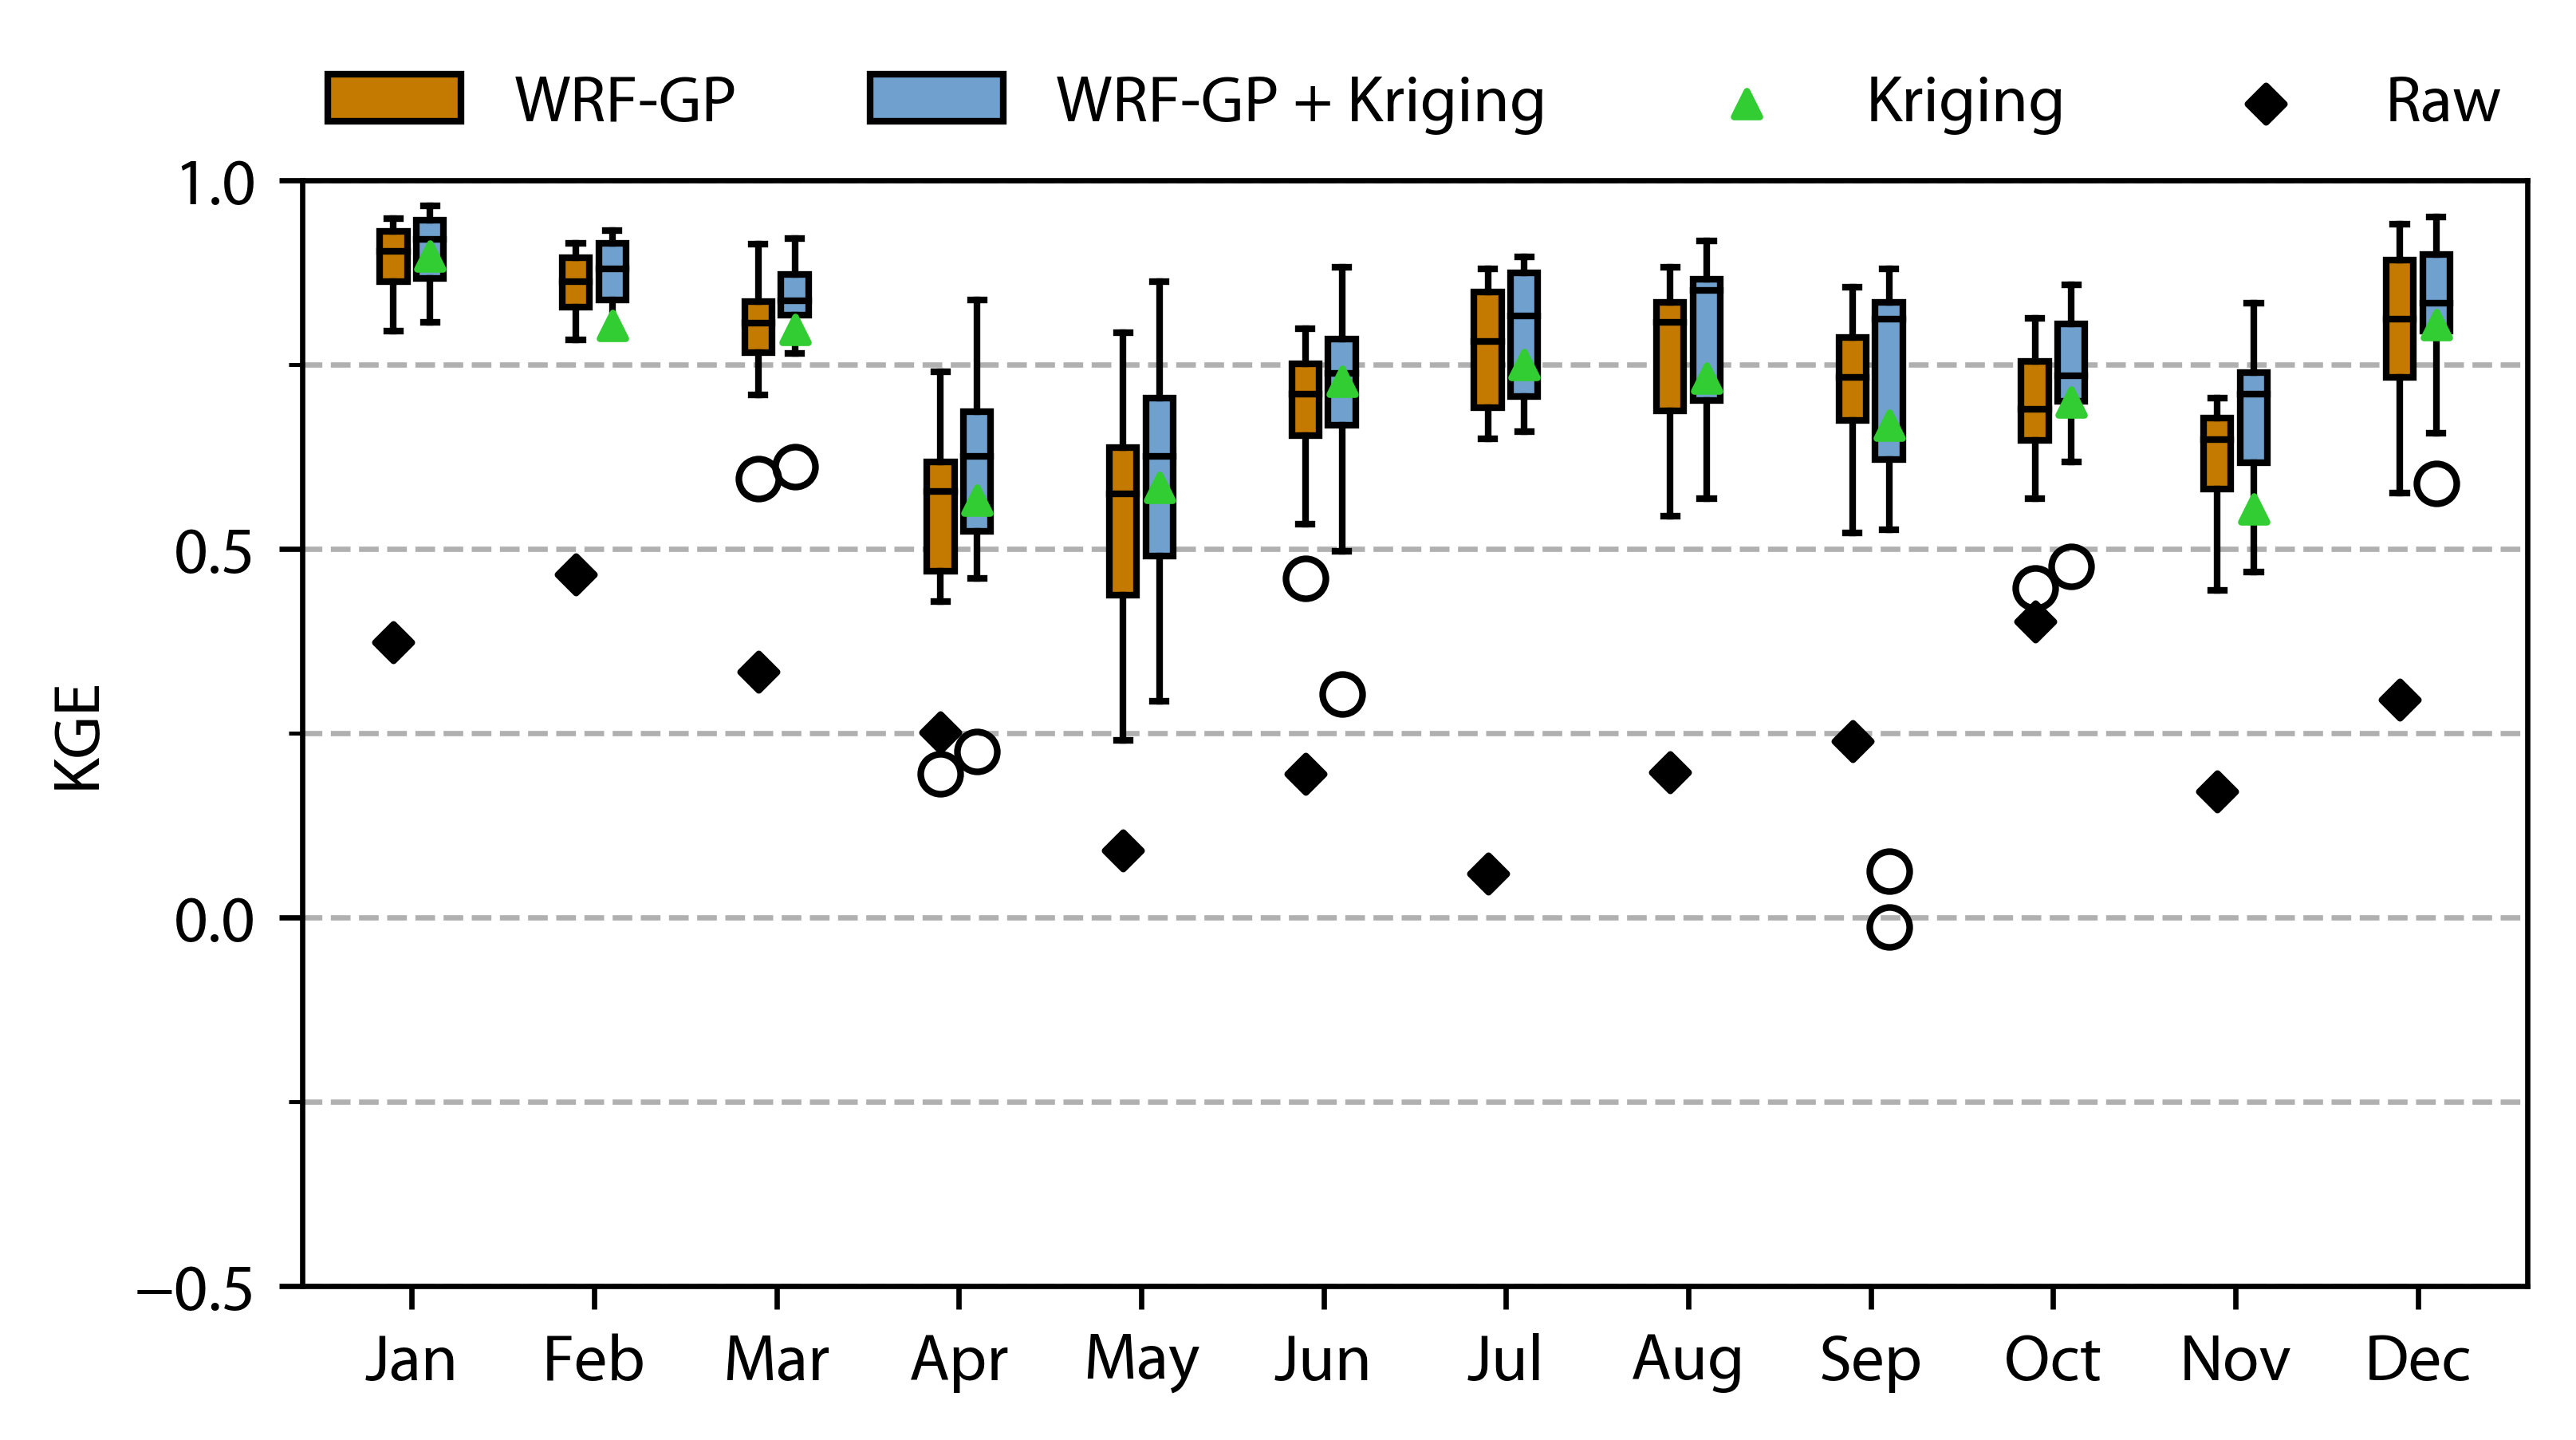 WRF-GP WRF-GP + Kriging Kriging Raw
1.0
0.5
0.0
−0.5
KGE
Jan Feb Mar Apr May Jun Jul Aug Sep Oct Nov Dec